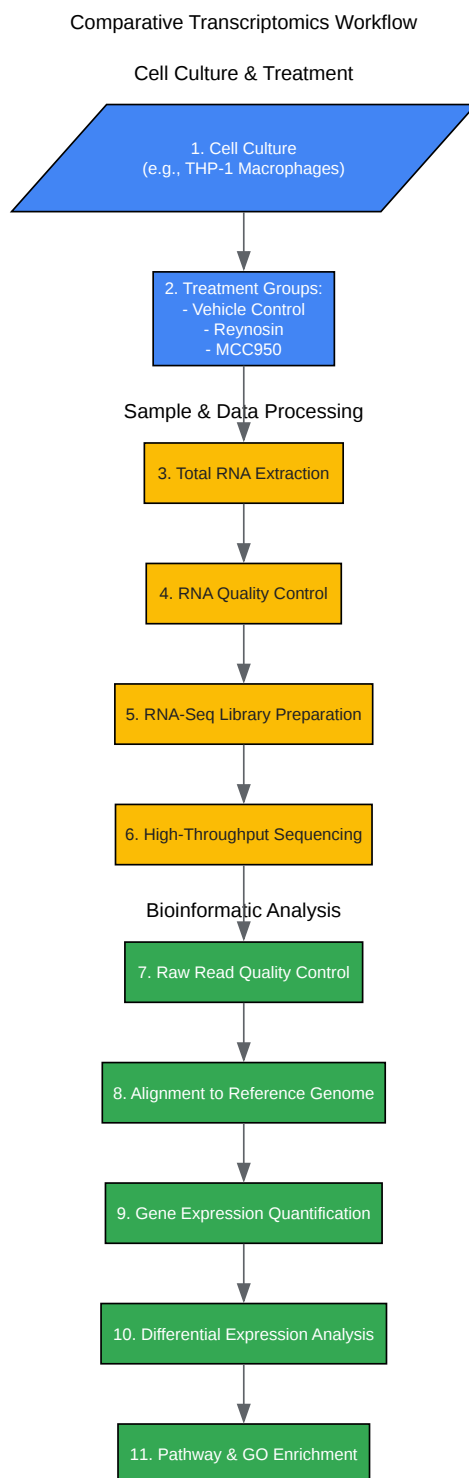 Comparative Transcriptomics Workflow
Cell Culture & Treatment
1. Cell Culture
(e.g., THP-1 Macrophages)
2. Treatment Groups:
- Vehicle Control
- Reynosin
- MCC950
Sample & Data Processing
3. Total RNA Extraction
4. RNA Quality Control
5. RNA-Seq Library Preparation
6. High-Throughput Sequencing
Bioinformatic Analysis
7. Raw Read Quality Control
8. Alignment to Reference Genome
9. Gene Expression Quantification
10. Differential Expression Analysis
11. Pathway & GO Enrichment